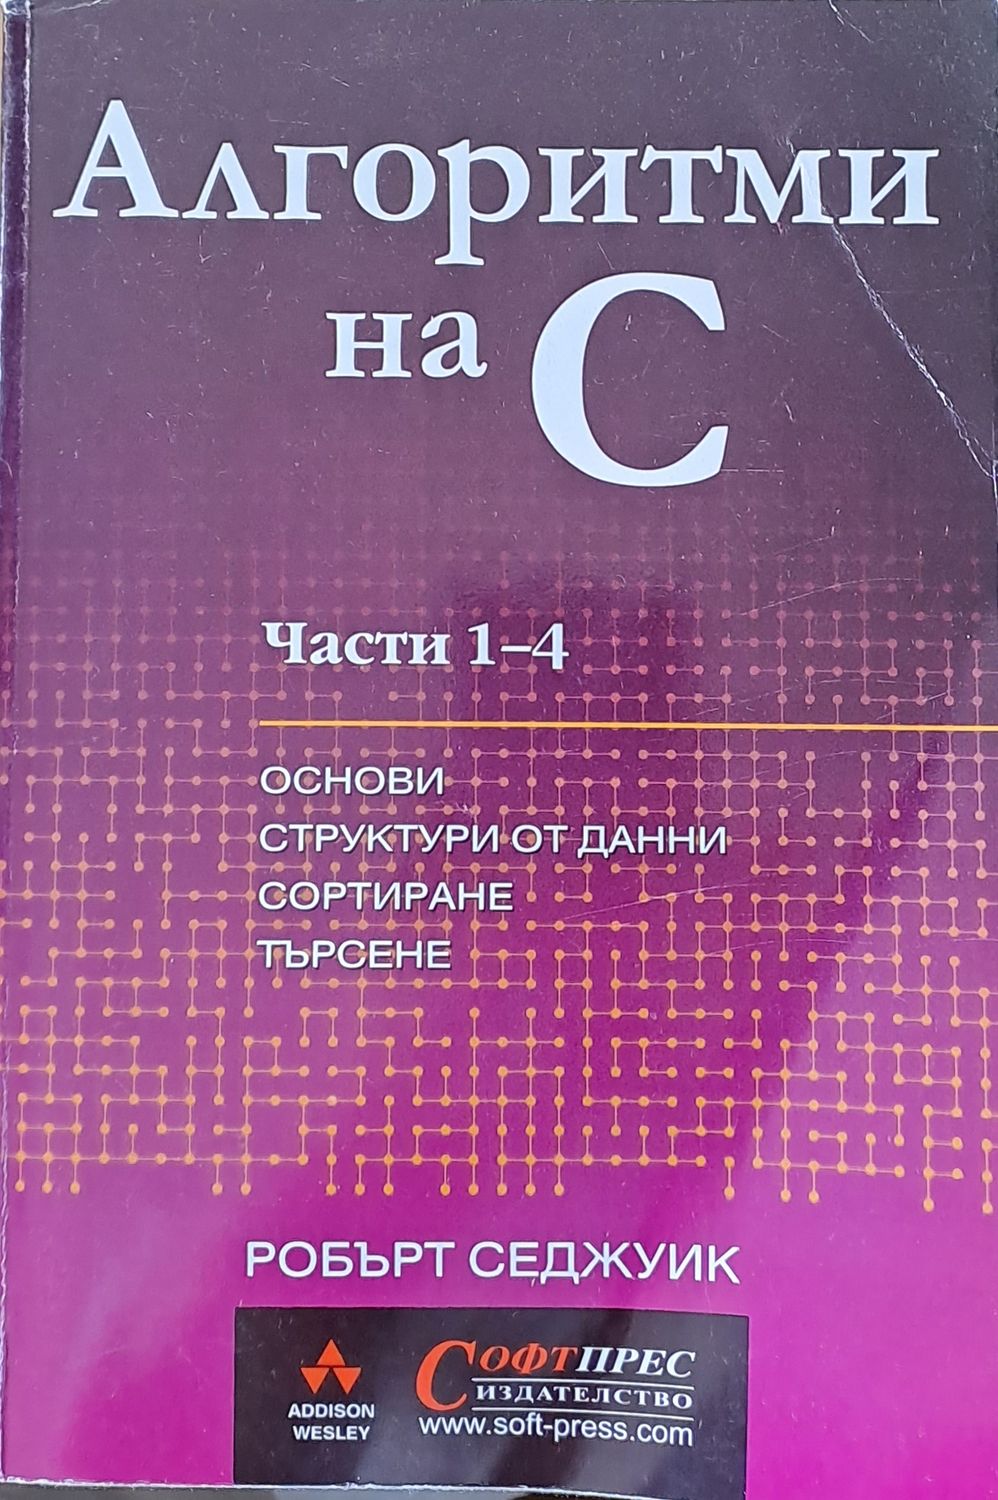 Алгоритми
на C
Части 1–4
ОСНОВИ
СТРУКТУРИ ОТ ДАННИ
СОРТИРАНЕ
ТЪРСЕНЕ
РОБЪРТ СЕДЖУИК
ADDISON
WESLEY
СОФТПРЕС
ИЗДАТЕЛСТВО
www.soft-press.com